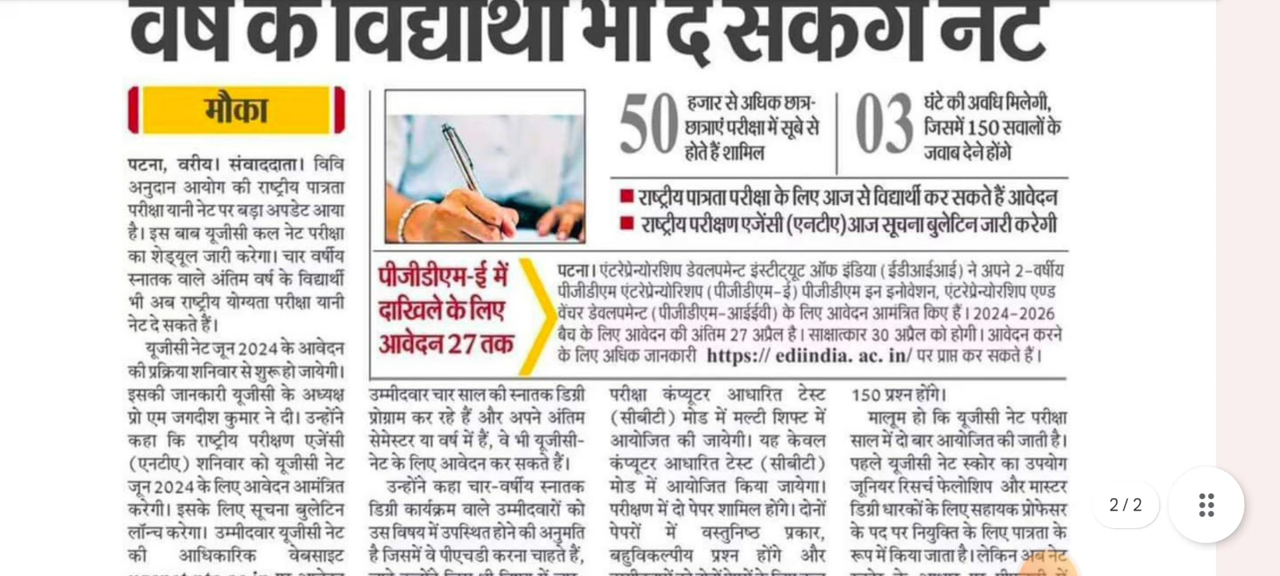 वर्ष के विद्यार्थी भी दे सकेंगे नेट
मौका
पटना, वरीय। संवाददाता। विवि
अनुदान आयोग की राष्ट्रीय पात्रता
परीक्षा यानी नेट पर बड़ा अपडेट आया
है। इस बाब यूजीसी कल नेट परीक्षा
का शेड्यूल जारी करेगा। चार वर्षीय
स्नातक वाले अंतिम वर्ष के विद्यार्थी
भी अब राष्ट्रीय योग्यता परीक्षा यानी
नेट दे सकते हैं।
यूजीसी नेट जून 2024 के आवेदन
की प्रक्रिया शनिवार से शुरू हो जायेगी।
इसकी जानकारी यूजीसी के अध्यक्ष
प्रो एम जगदीश कुमार ने दी। उन्होंने
कहा कि राष्ट्रीय परीक्षण एजेंसी
(एनटीए) शनिवार को यूजीसी नेट
जून 2024 के लिए आवेदन आमंत्रित
करेगी। इसके लिए सूचना बुलेटिन
लॉन्च करेगा। उम्मीदवार यूजीसी नेट
की आधिकारिक वेबसाइट
50 हजार से अधिक छात्र-
छात्राएं परीक्षा में सूबे से
होते हैं शामिल
03 घंटे की अवधि मिलेगी,
जिसमें 150 सवालों के
जवाब देने होंगे
राष्ट्रीय पात्रता परीक्षा के लिए आज से विद्यार्थी कर सकते हैं आवेदन
राष्ट्रीय परीक्षण एजेंसी (एनटीए) आज सूचना बुलेटिन जारी करेगी
पीजीडीएम-ई में
दाखिले के लिए
आवेदन 27 तक
पटना। एंटरप्रेन्योरशिप डेवलपमेंट इंस्टीट्यूट ऑफ इंडिया (ईडीआईआई) ने अपने 2-वर्षीय
पीजीडीएम एंटरप्रेन्योरिशप (पीजीडीएम-ई) पीजीडीएम इन इनोवेशन, एंटरप्रेन्योरशिप एण्ड
वेंचर डेवलपमेंट (पीजीडीएम-आईईवी) के लिए आवेदन आमंत्रित किए हैं। 2024-2026
बैच के लिए आवेदन की अंतिम 27 अप्रैल है। साक्षात्कार 30 अप्रैल को होगी। आवेदन करने
के लिए अधिक जानकारी https:// ediindia. ac. in/ पर प्राप्त कर सकते हैं।
उम्मीदवार चार साल की स्नातक डिग्री
प्रोग्राम कर रहे हैं और अपने अंतिम
सेमेस्टर या वर्ष में हैं, वे भी यूजीसी-
नेट के लिए आवेदन कर सकते हैं।
उन्होंने कहा चार-वर्षीय स्नातक
डिग्री कार्यक्रम वाले उम्मीदवारों को
उस विषय में उपस्थित होने की अनुमति
है जिसमें वे पीएचडी करना चाहते हैं,
परीक्षा कंप्यूटर आधारित टेस्ट
(सीबीटी) मोड में मल्टी शिफ्ट में
आयोजित की जायेगी। यह केवल
कंप्यूटर आधारित टेस्ट (सीबीटी)
मोड में आयोजित किया जायेगा।
परीक्षण में दो पेपर शामिल होंगे। दोनों
पेपरों में वस्तुनिष्ठ प्रकार,
बहुविकल्पीय प्रश्न होंगे और
150 प्रश्न होंगे।
मालूम हो कि यूजीसी नेट परीक्षा
साल में दो बार आयोजित की जाती है।
पहले यूजीसी नेट स्कोर का उपयोग
जूनियर रिसर्च फेलोशिप और मास्टर
डिग्री धारकों के लिए सहायक प्रोफेसर
के पद पर नियुक्ति के लिए पात्रता के
रूप में किया जाता है। लेकिन अब नेट
2/2